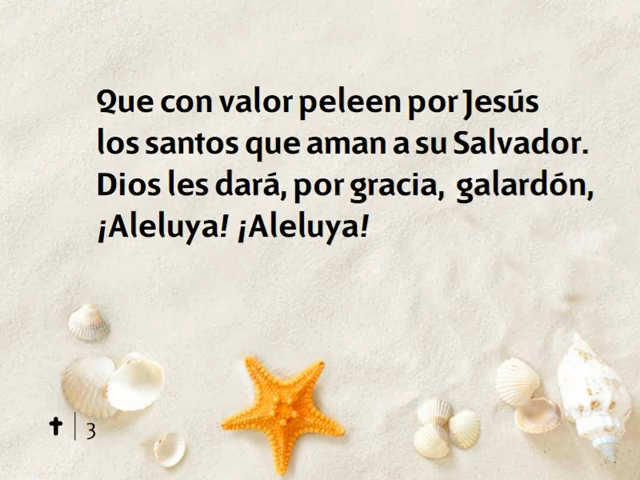 Que con valor peleen por Jesús
los santos que aman a su Salvador.
Dios les dará, por gracia, galardón,
¡Aleluya! ¡Aleluya!
✝ | 3